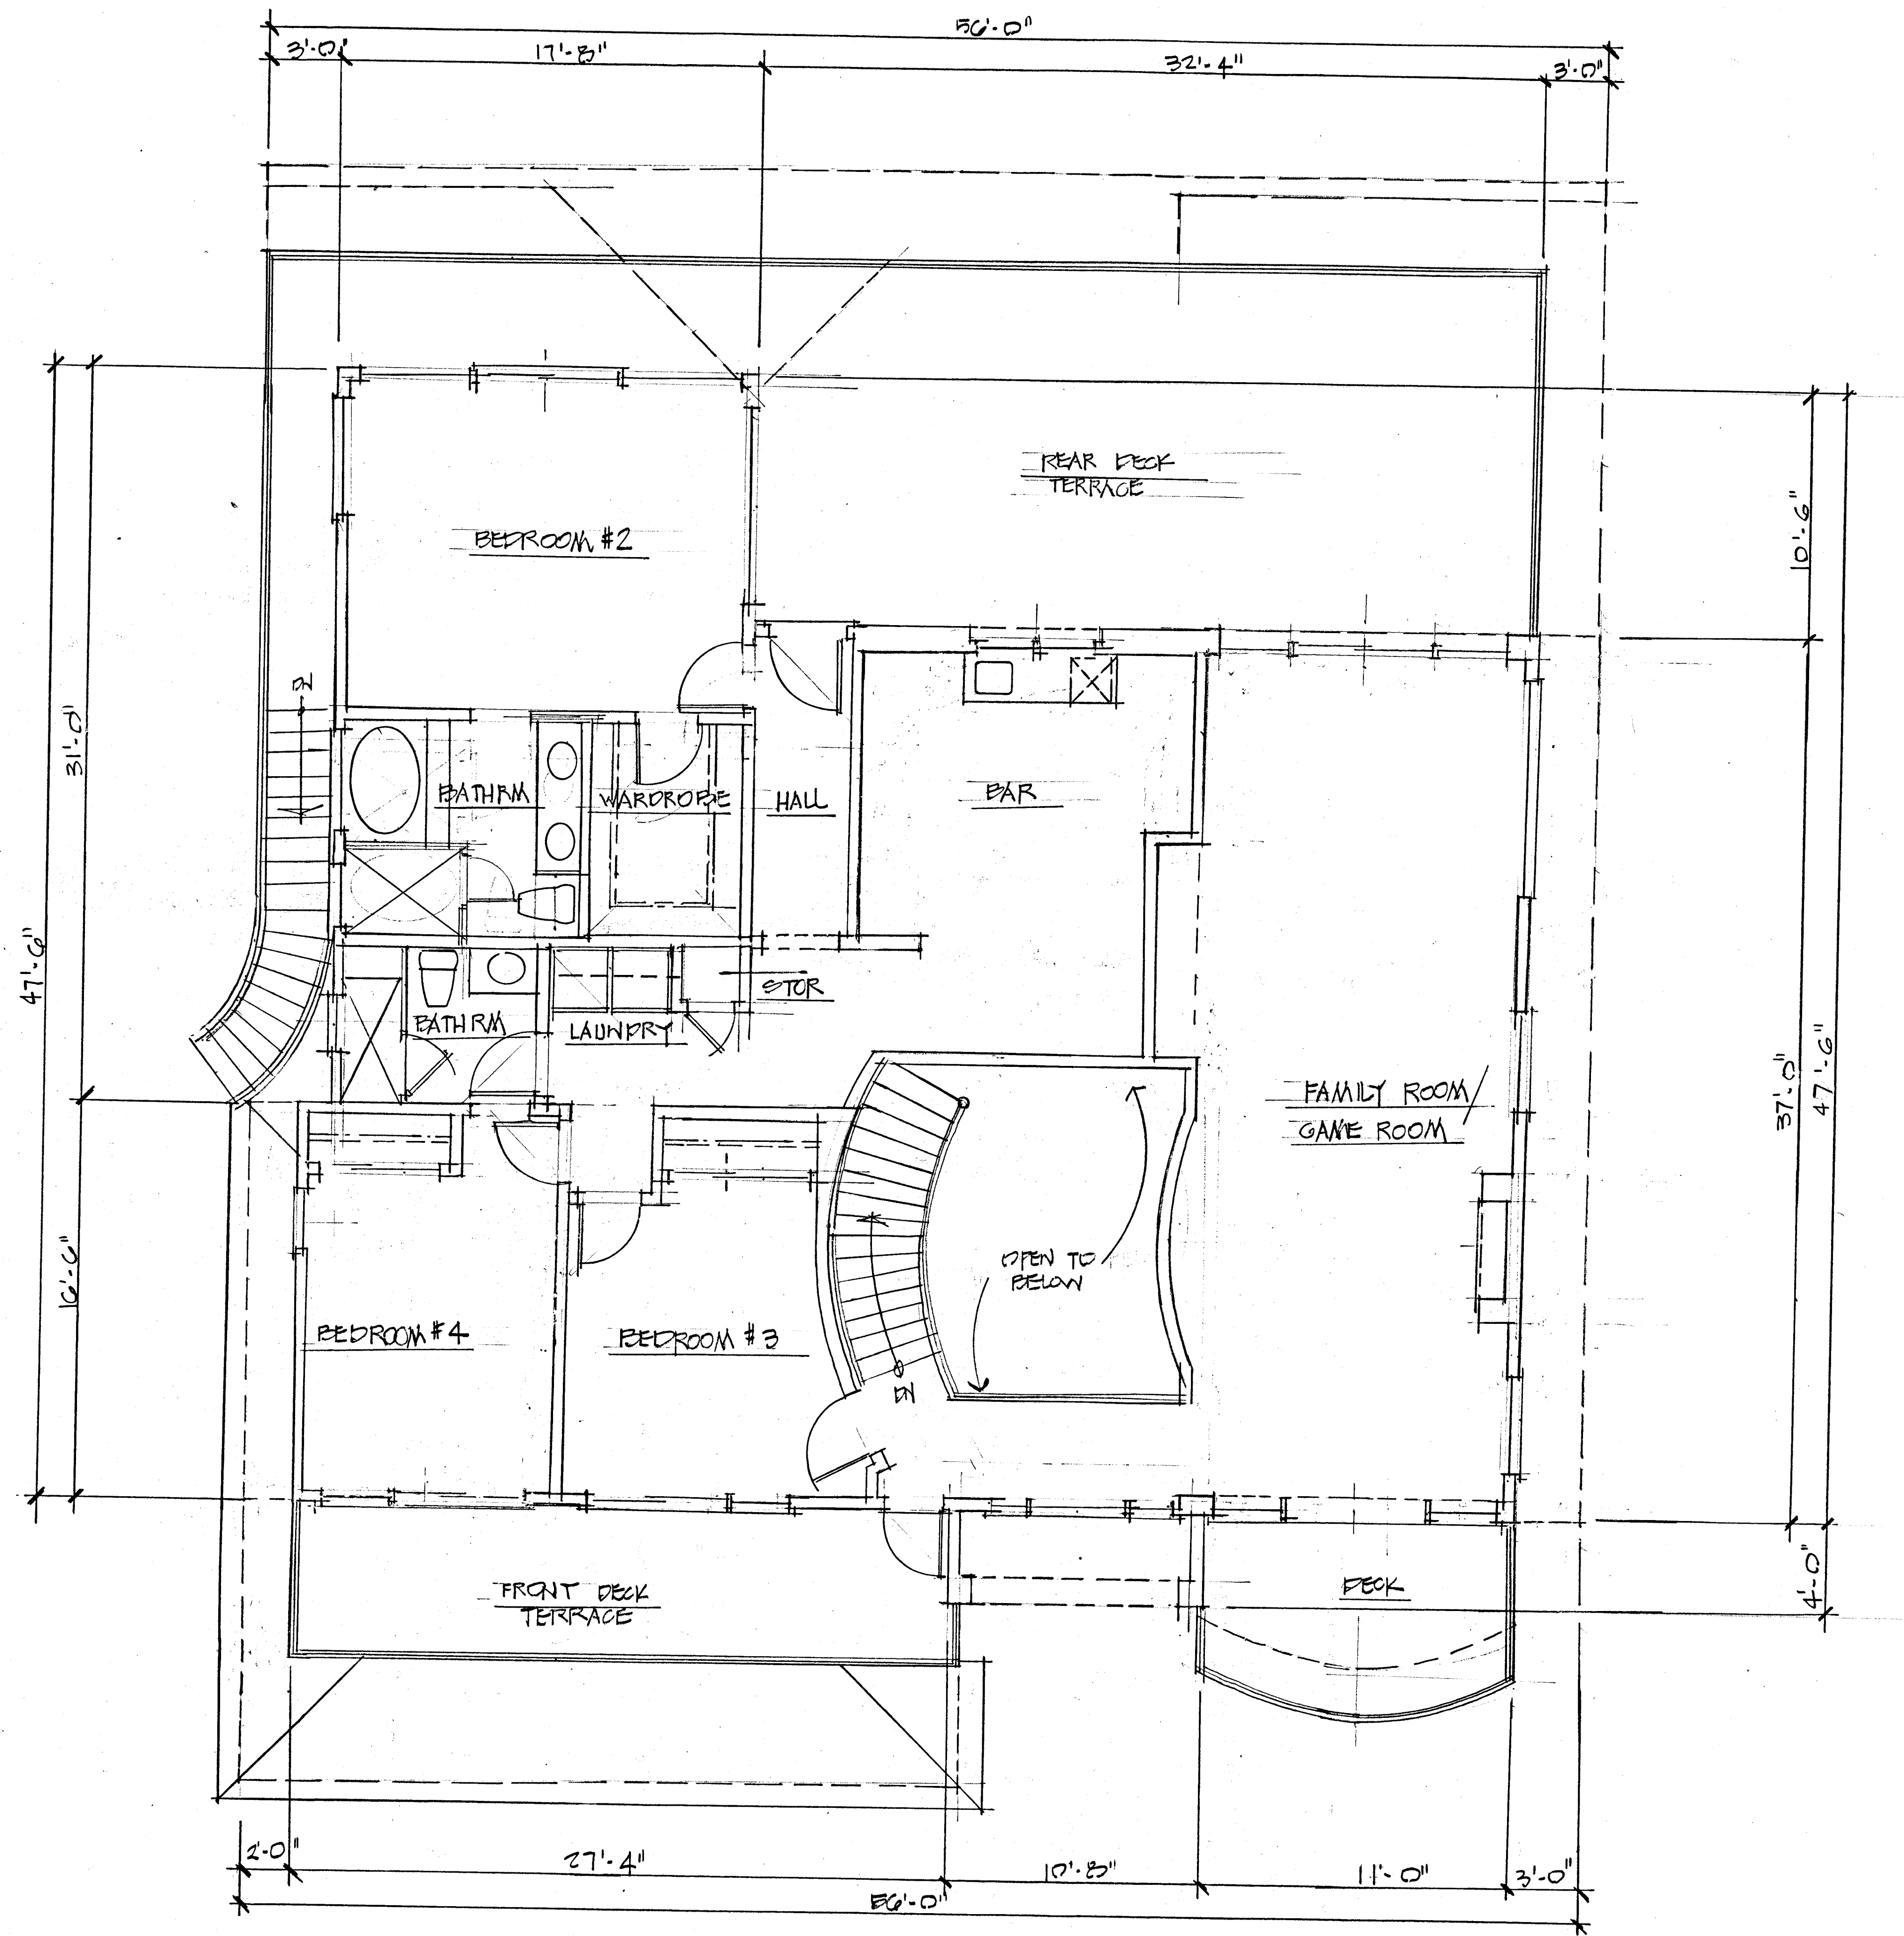 56'-0"
3'-0"
17'-8"
32'-4"
3'-0"
REAR DECK
TERRACE
10'-6"
BEDROOM #2
31'-0"
BATHRM
WARDROBE
HALL
BAR
47'-6"
STOR
BATHRM
LAUNDRY
FAMILY ROOM/
GAME ROOM
37'-0"
47'-6"
OPEN TO
BELOW
16'-6"
BEDROOM #4
BEDROOM #3
DN
FRONT DECK
TERRACE
DECK
4'-0"
2'-0"
27'-4"
10'-8"
11'-0"
3'-0"
56'-0"